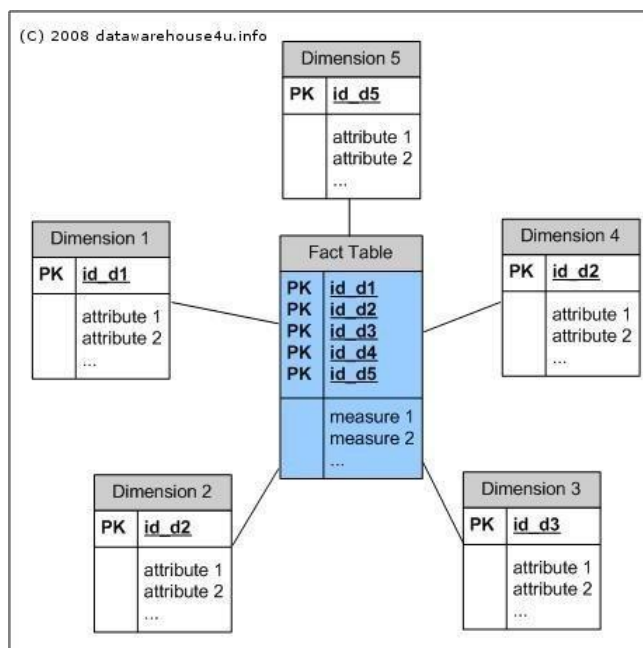 (C) 2008 datawarehouse4u.info
Dimension 5
PK id_d5
attribute 1
attribute 2
...
Dimension 1
PK id_d1
attribute 1
attribute 2
...
Fact Table
PK id_d1
PK id_d2
PK id_d3
PK id_d4
PK id_d5
measure 1
measure 2
...
Dimension 4
PK id_d2
attribute 1
attribute 2
...
Dimension 2
PK id_d2
attribute 1
attribute 2
...
Dimension 3
PK id_d3
attribute 1
attribute 2
...